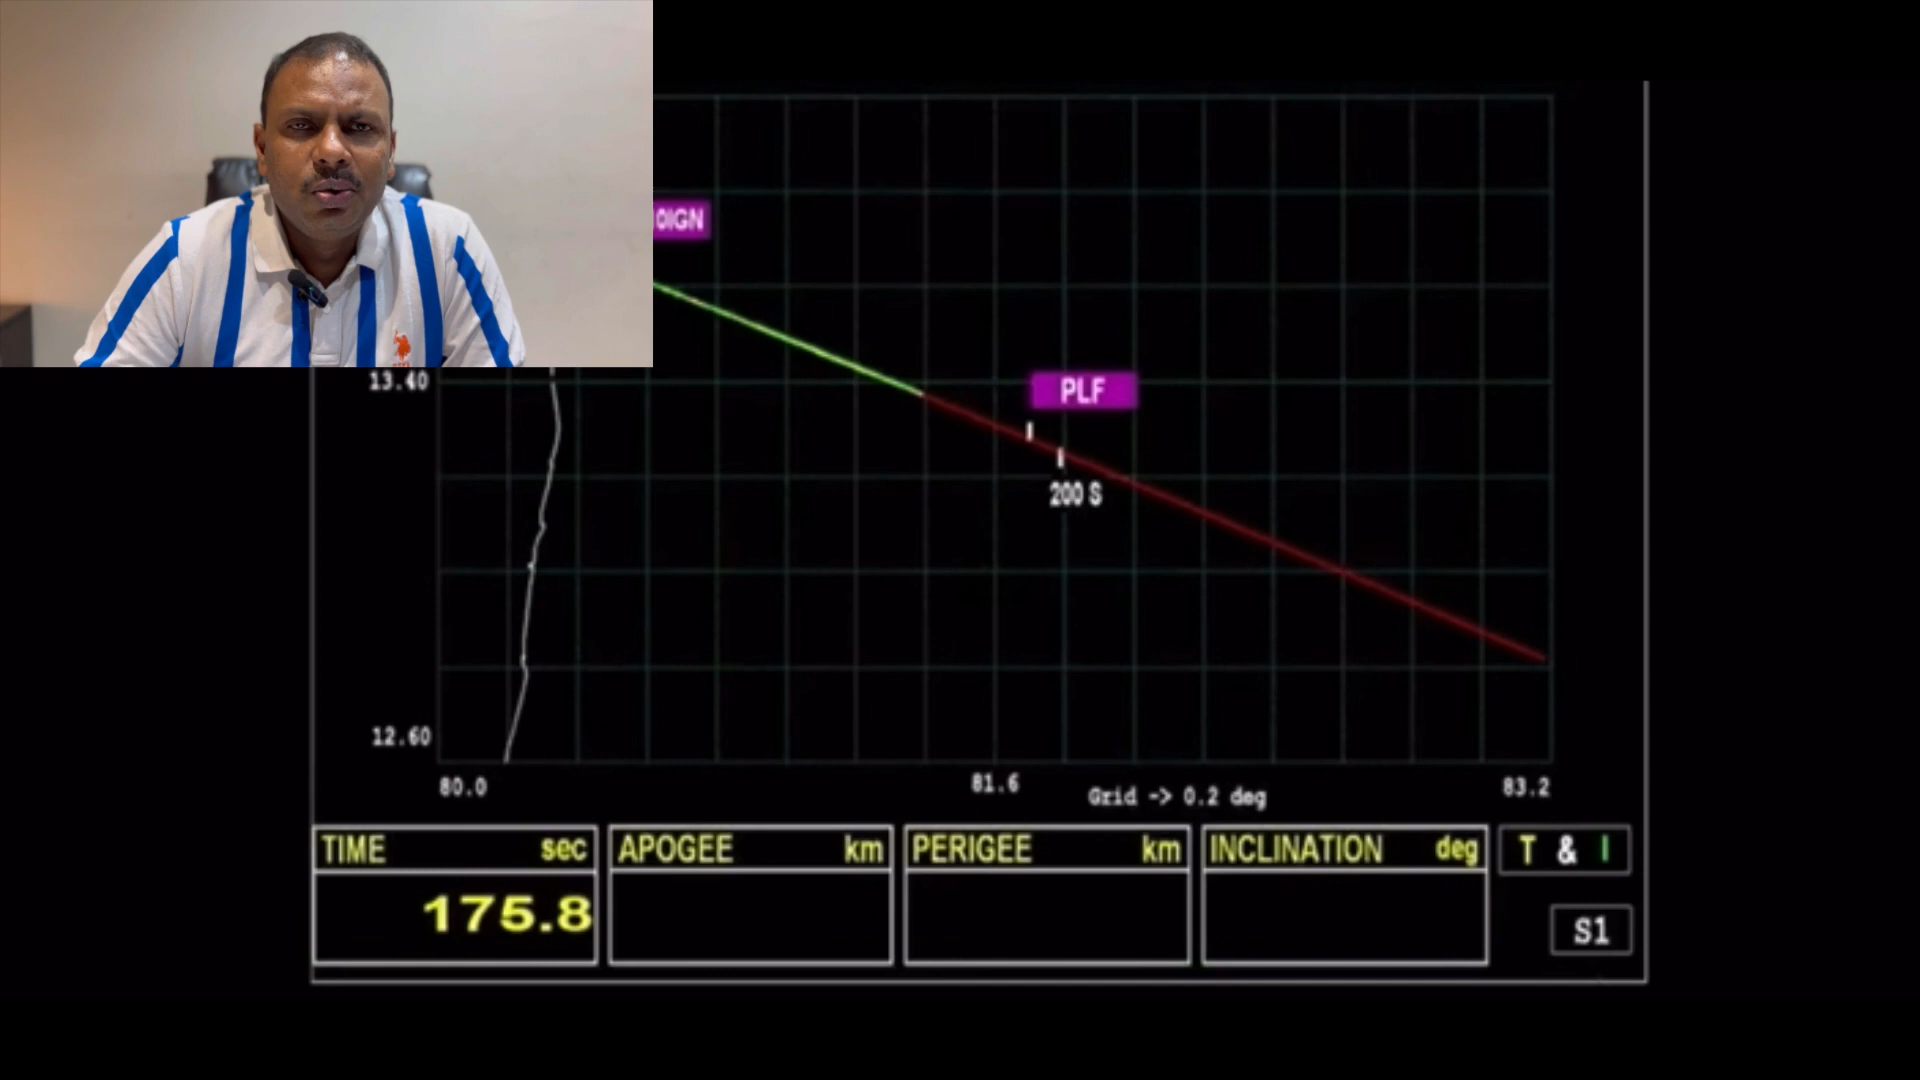 0IGN
13.40
PLF
200 S
12.60
80.0
81.6
Grid -> 0.2 deg
83.2
TIME sec
APOGEE km
PERIGEE km
INCLINATION deg
T & I
175.8
S1